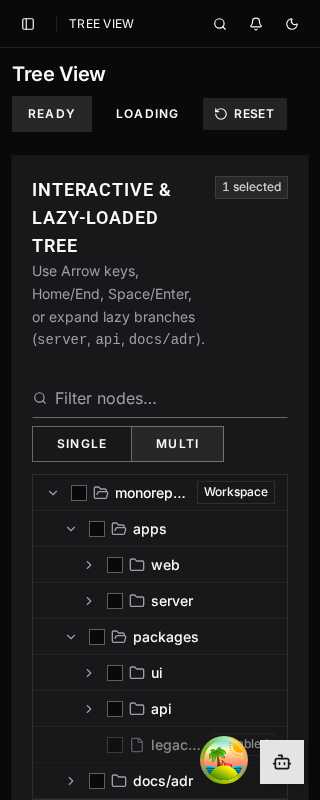 TREE VIEW
Tree View
READY LOADING RESET
INTERACTIVE & LAZY-LOADED TREE
1 selected
Use Arrow keys,
Home/End, Space/Enter,
or expand lazy branches
(server, api, docs/adr).
Filter nodes...
SINGLE MULTI
monorep... Workspace
apps
web
server
packages
ui
api
legac...
docs/adr